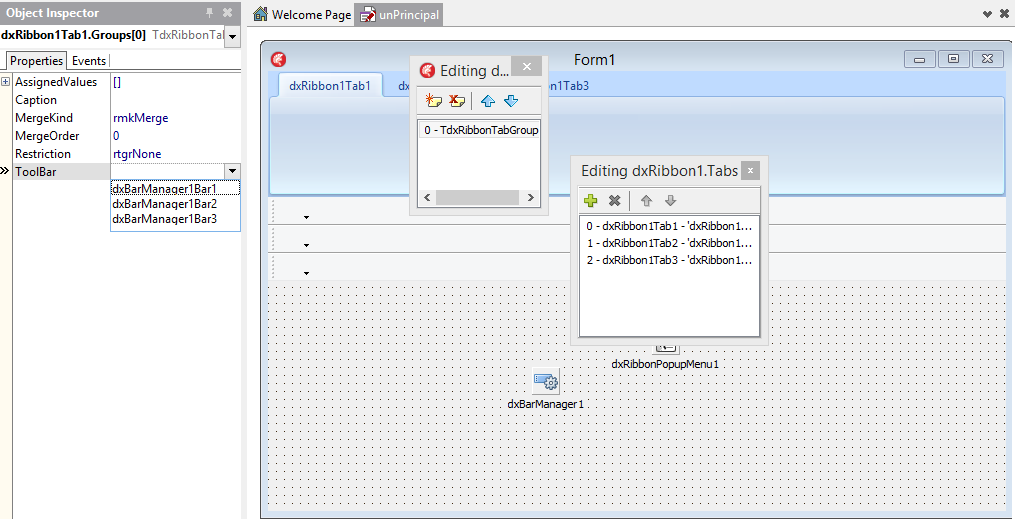 Object Inspector
dxRibbon1Tab1.Groups[0] TdxRibbonTal
Properties Events
AssignedValues []
Caption
MergeKind rmkMerge
MergeOrder 0
Restriction rtgrNone
ToolBar
dxBarManager1Bar1
dxBarManager1Bar2
dxBarManager1Bar3
Welcome Page unPrincipal
Form1
dxRibbon1Tab1 dx n1Tab3
Editing d...
0 - TdxRibbonTabGroup
Editing dxRibbon1.Tabs
0 - dxRibbon1Tab1 - 'dxRibbon1...
1 - dxRibbon1Tab2 - 'dxRibbon1...
2 - dxRibbon1Tab3 - 'dxRibbon1...
dxRibbonPopupMenu1
dxBarManager1